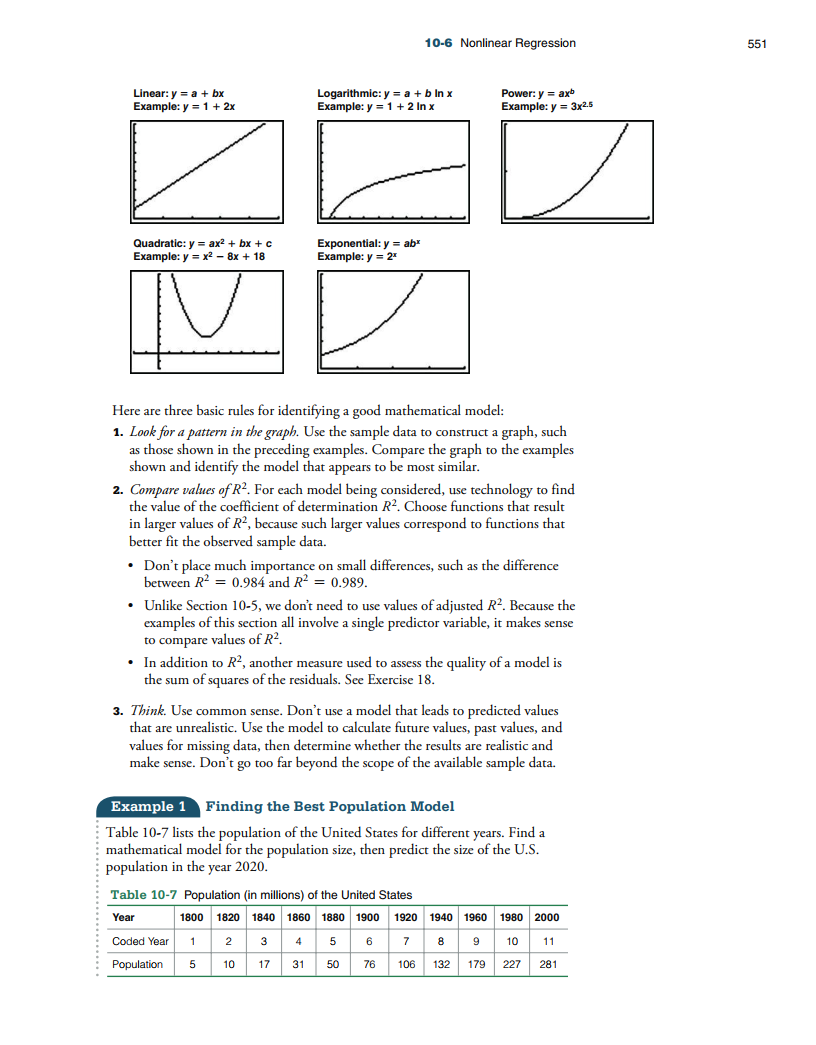 10-6 Nonlinear Regression 551
Linear: y = a + bx
Example: y = 1 + 2x
Logarithmic: y = a + b ln x
Example: y = 1 + 2 ln x
Power: y = axᵇ
Example: y = 3x²·⁵
Quadratic: y = ax² + bx + c
Example: y = x² − 8x + 18
Exponential: y = abˣ
Example: y = 2ˣ
Here are three basic rules for identifying a good mathematical model:
1. Look for a pattern in the graph. Use the sample data to construct a graph, such
as those shown in the preceding examples. Compare the graph to the examples
shown and identify the model that appears to be most similar.
2. Compare values of R². For each model being considered, use technology to find
the value of the coefficient of determination R². Choose functions that result
in larger values of R², because such larger values correspond to functions that
better fit the observed sample data.
• Don’t place much importance on small differences, such as the difference
between R² = 0.984 and R² = 0.989.
• Unlike Section 10-5, we don’t need to use values of adjusted R². Because the
examples of this section all involve a single predictor variable, it makes sense
to compare values of R².
• In addition to R², another measure used to assess the quality of a model is
the sum of squares of the residuals. See Exercise 18.
3. Think. Use common sense. Don’t use a model that leads to predicted values
that are unrealistic. Use the model to calculate future values, past values, and
values for missing data, then determine whether the results are realistic and
make sense. Don’t go too far beyond the scope of the available sample data.
Example 1 Finding the Best Population Model
Table 10-7 lists the population of the United States for different years. Find a
mathematical model for the population size, then predict the size of the U.S.
population in the year 2020.
Table 10-7 Population (in millions) of the United States
Year 1800 1820 1840 1860 1880 1900 1920 1940 1960 1980 2000
Coded Year 1 2 3 4 5 6 7 8 9 10 11
Population 5 10 17 31 50 76 106 132 179 227 281